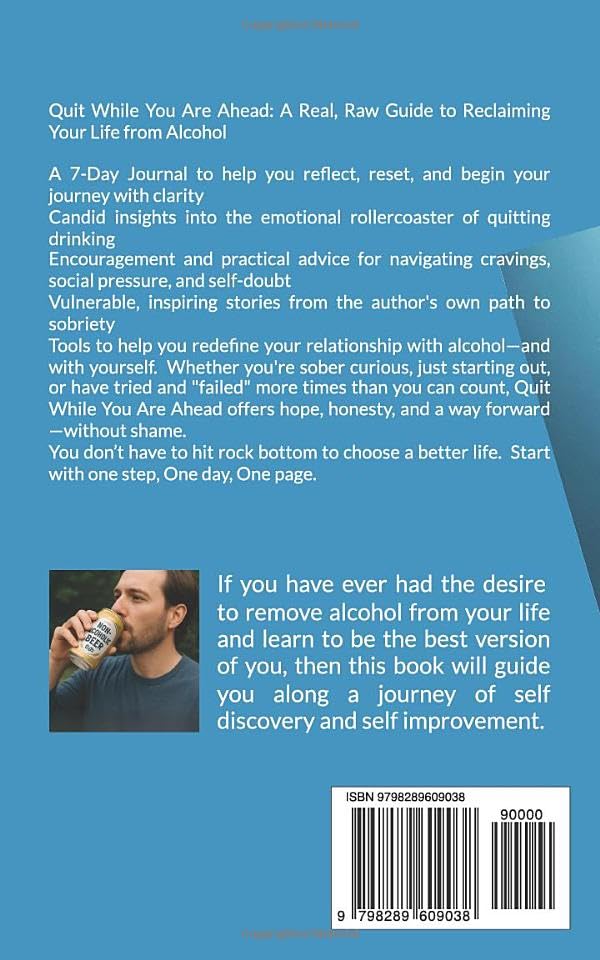 Quit While You Are Ahead: A Real, Raw Guide to Reclaiming
Your Life from Alcohol
A 7-Day Journal to help you reflect, reset, and begin your
journey with clarity
Candid insights into the emotional rollercoaster of quitting
drinking
Encouragement and practical advice for navigating cravings,
social pressure, and self-doubt
Vulnerable, inspiring stories from the author's own path to
sobriety
Tools to help you redefine your relationship with alcohol—and
with yourself. Whether you're sober curious, just starting out,
or have tried and "failed" more times than you can count, Quit
While You Are Ahead offers hope, honesty, and a way forward
—without shame.
You don’t have to hit rock bottom to choose a better life. Start
with one step, One day, One page.
NON-
ALCOHOLIC
BEER
If you have ever had the desire
to remove alcohol from your life
and learn to be the best version
of you, then this book will guide
you along a journey of self
discovery and self improvement.
ISBN 9798289609038
90000
9 798289 609038